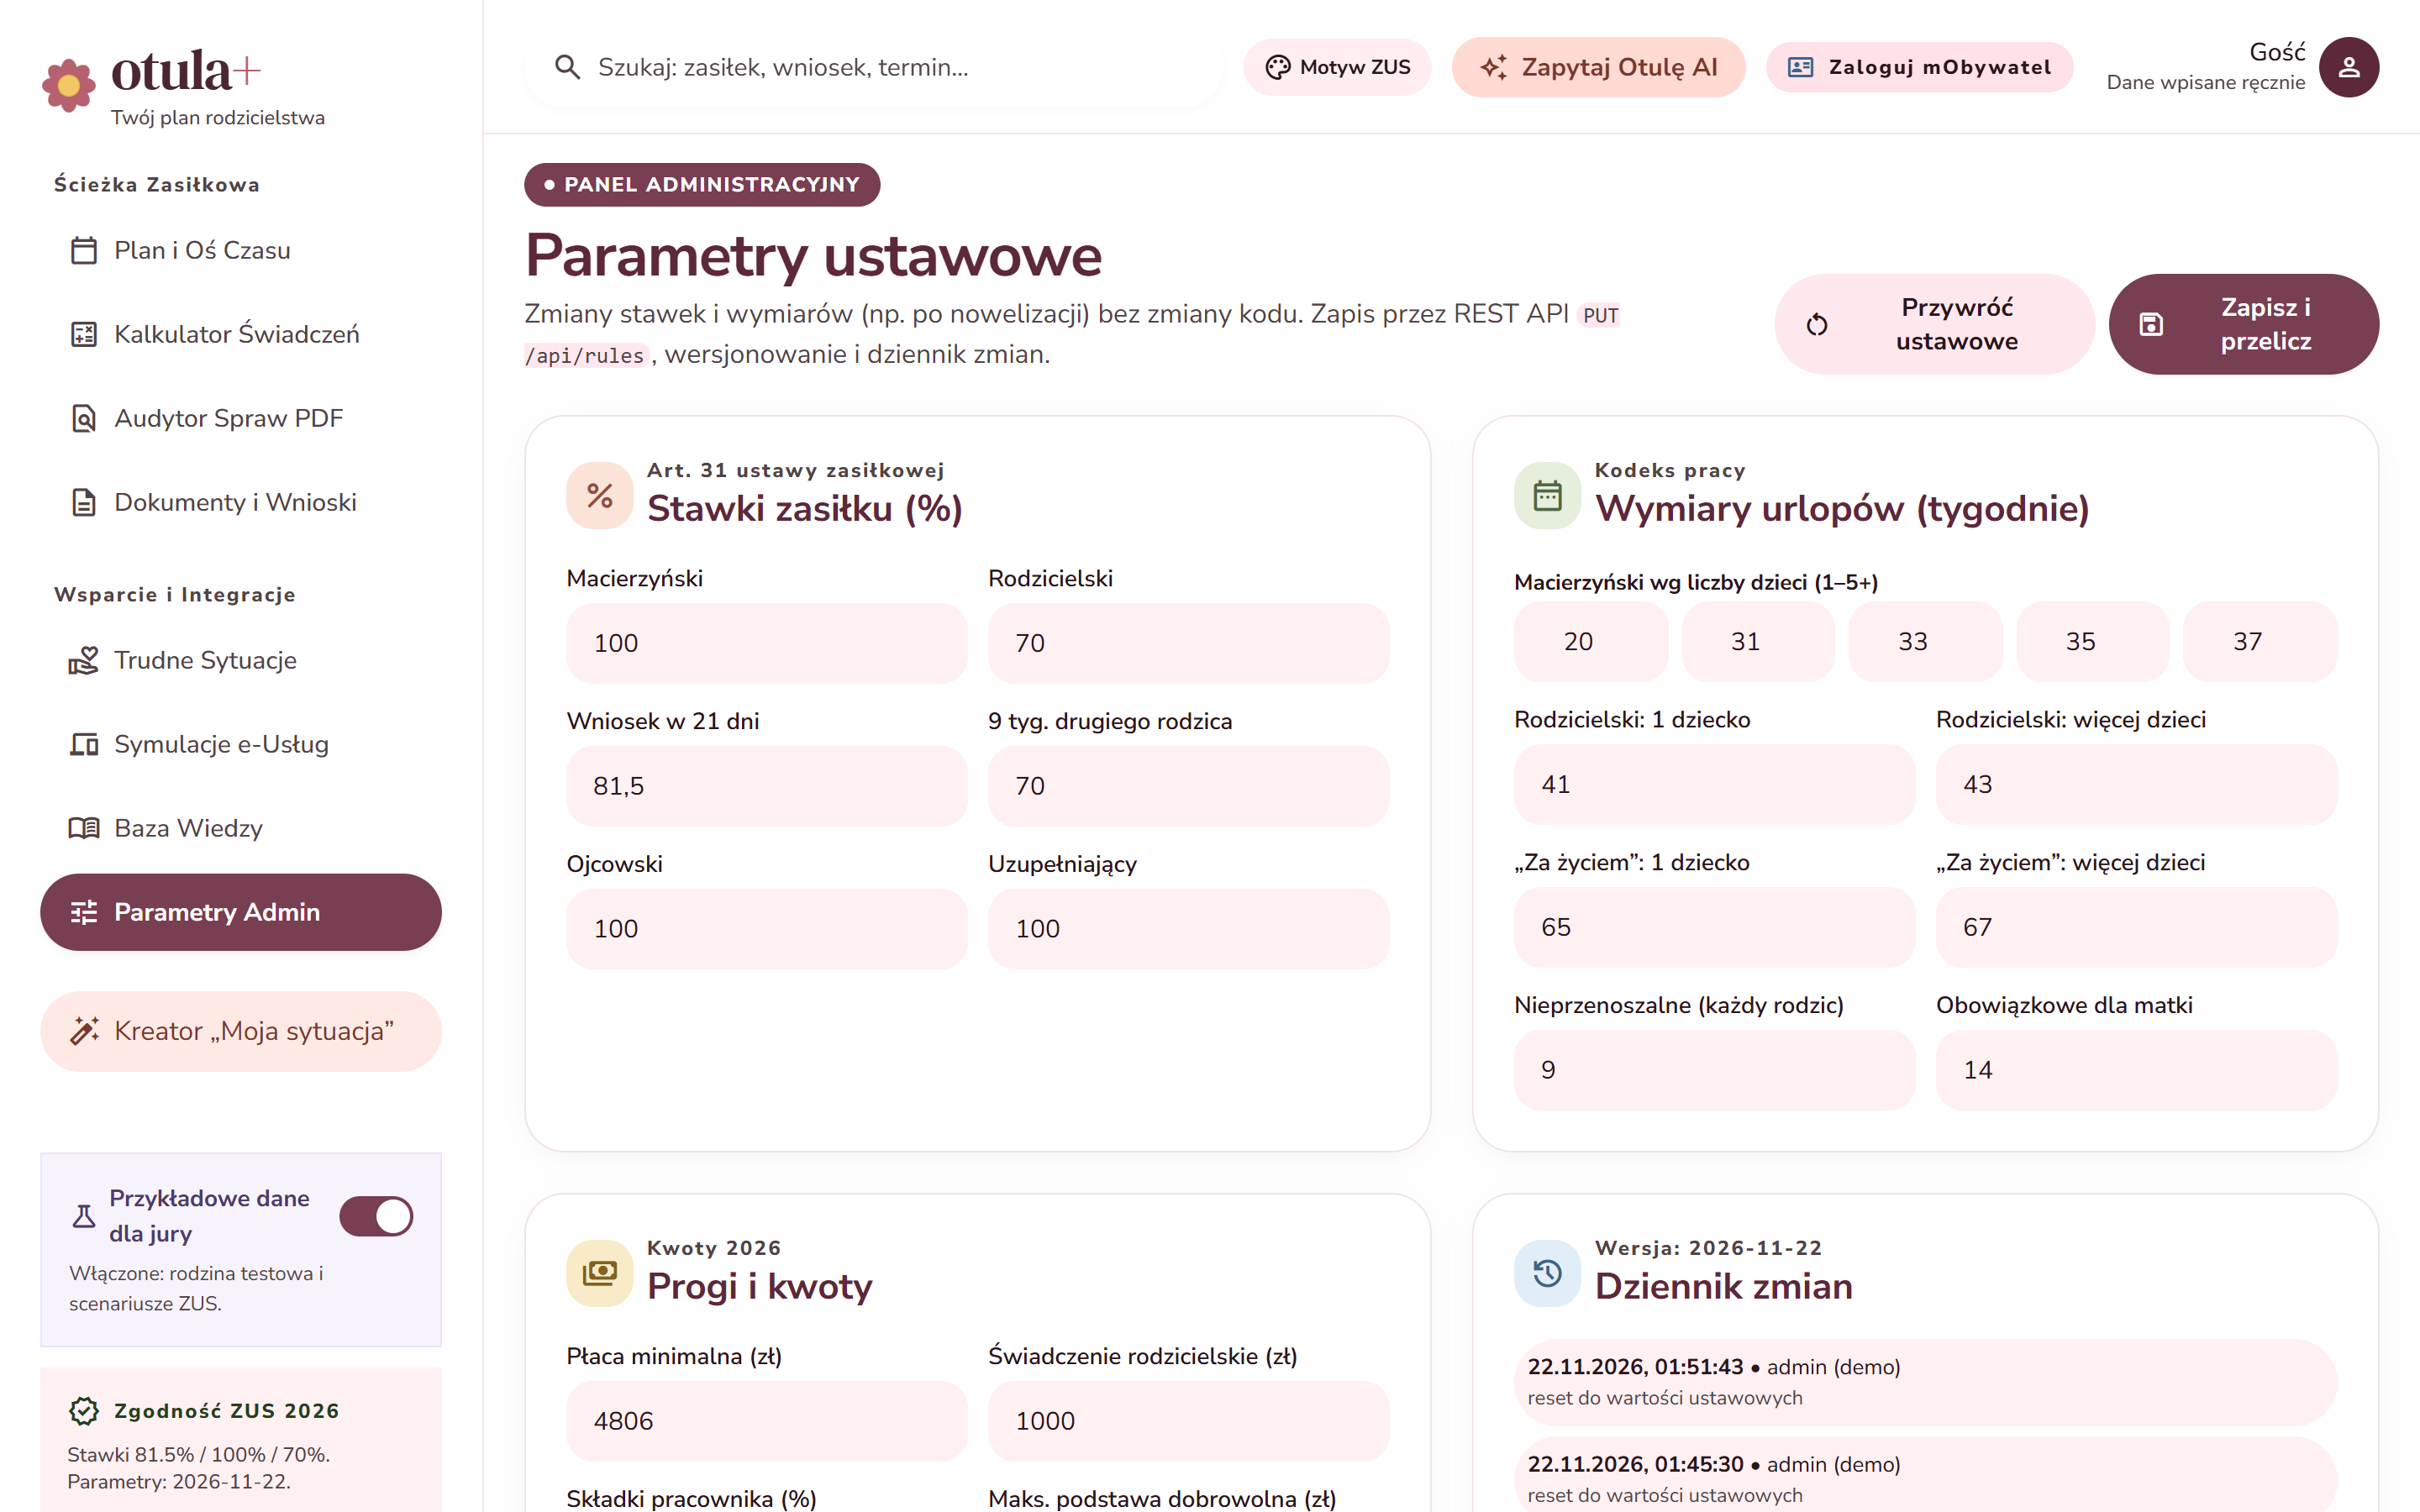 otula+
Twój plan rodzicielstwa
Ścieżka Zasiłkowa
Plan i Oś Czasu
Kalkulator Świadczeń
Audytor Spraw PDF
Dokumenty i Wnioski
Wsparcie i Integracje
Trudne Sytuacje
Symulacje e-Usług
Baza Wiedzy
Parametry Admin
Kreator „Moja sytuacja”
Przykładowe dane
dla jury
Włączone: rodzina testowa i
scenariusze ZUS.
Zgodność ZUS 2026
Stawki 81.5% / 100% / 70%.
Parametry: 2026-11-22.
Szukaj: zasiłek, wniosek, termin...
Motyw ZUS
Zapytaj Otulę AI
Zaloguj mObywatel
Gość
Dane wpisane ręcznie
PANEL ADMINISTRACYJNY
Parametry ustawowe
Zmiany stawek i wymiarów (np. po nowelizacji) bez zmiany kodu. Zapis przez REST API PUT
/api/rules, wersjonowanie i dziennik zmian.
Przywróć
ustawowe
Zapisz i
przelicz
Art. 31 ustawy zasiłkowej
Stawki zasiłku (%)
Macierzyński
Rodzicielski
100
70
Wniosek w 21 dni
9 tyg. drugiego rodzica
81,5
70
Ojcowski
Uzupełniający
100
100
Kodeks pracy
Wymiary urlopów (tygodnie)
Macierzyński wg liczby dzieci (1–5+)
20
31
33
35
37
Rodzicielski: 1 dziecko
Rodzicielski: więcej dzieci
41
43
„Za życiem”: 1 dziecko
„Za życiem”: więcej dzieci
65
67
Nieprzenoszalne (każdy rodzic)
Obowiązkowe dla matki
9
14
Kwoty 2026
Progi i kwoty
Płaca minimalna (zł)
Świadczenie rodzicielskie (zł)
4806
1000
Składki pracownika (%)
Maks. podstawa dobrowolna (zł)
Wersja: 2026-11-22
Dziennik zmian
22.11.2026, 01:51:43 • admin (demo)
reset do wartości ustawowych
22.11.2026, 01:45:30 • admin (demo)
reset do wartości ustawowych